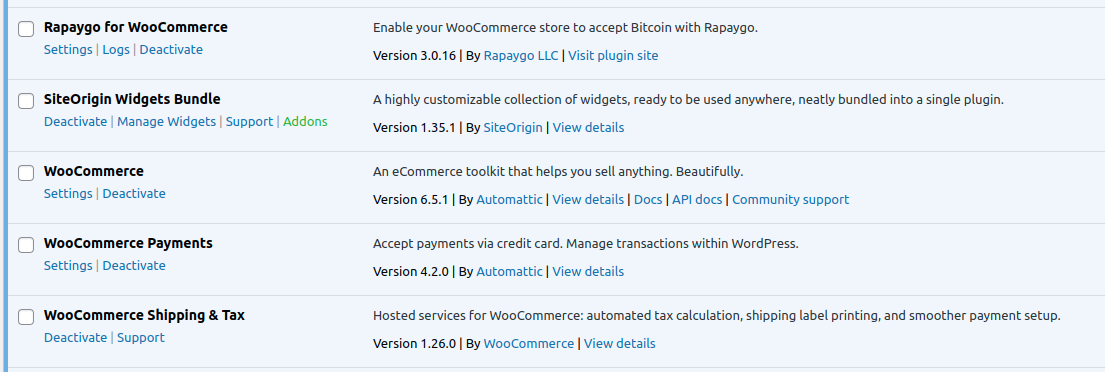 Rapaygo for WooCommerce
Enable your WooCommerce store to accept Bitcoin with Rapaygo.
Settings | Logs | Deactivate
Version 3.0.16 | By Rapaygo LLC | Visit plugin site
SiteOrigin Widgets Bundle
A highly customizable collection of widgets, ready to be used anywhere, neatly bundled into a single plugin.
Deactivate | Manage Widgets | Support | Addons
Version 1.35.1 | By SiteOrigin | View details
WooCommerce
An eCommerce toolkit that helps you sell anything. Beautifully.
Settings | Deactivate
Version 6.5.1 | By Automattic | View details | Docs | API docs | Community support
WooCommerce Payments
Accept payments via credit card. Manage transactions within WordPress.
Settings | Deactivate
Version 4.2.0 | By Automattic | View details
WooCommerce Shipping & Tax
Hosted services for WooCommerce: automated tax calculation, shipping label printing, and smoother payment setup.
Deactivate | Support
Version 1.26.0 | By WooCommerce | View details